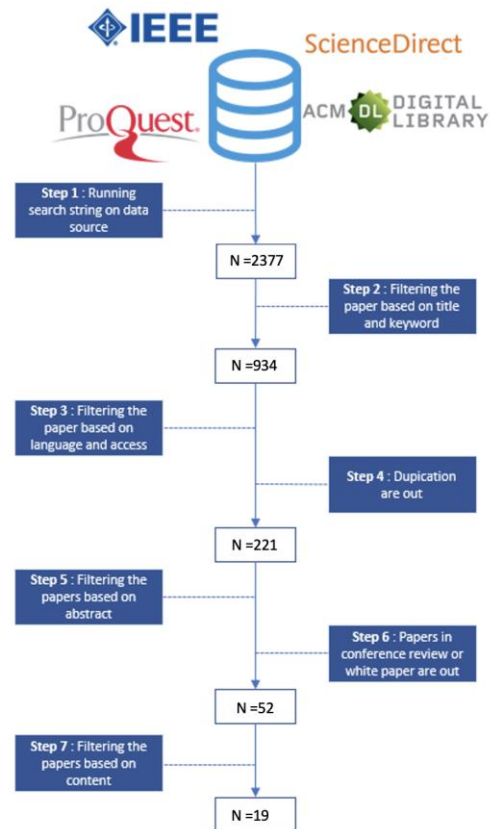 IEEE
ScienceDirect
ProQuest.
ACM DL DIGITAL
LIBRARY
Step 1 : Running
search string on data
source
N =2377
Step 2 : Filtering the
paper based on title
and keyword
N =934
Step 3 : Filtering the
paper based on
language and access
Step 4 : Dupication
are out
N =221
Step 5 : Filtering the
papers based on
abstract
Step 6 : Papers in
conference review or
white paper are out
N =52
Step 7 : Filtering the
papers based on
content
N =19